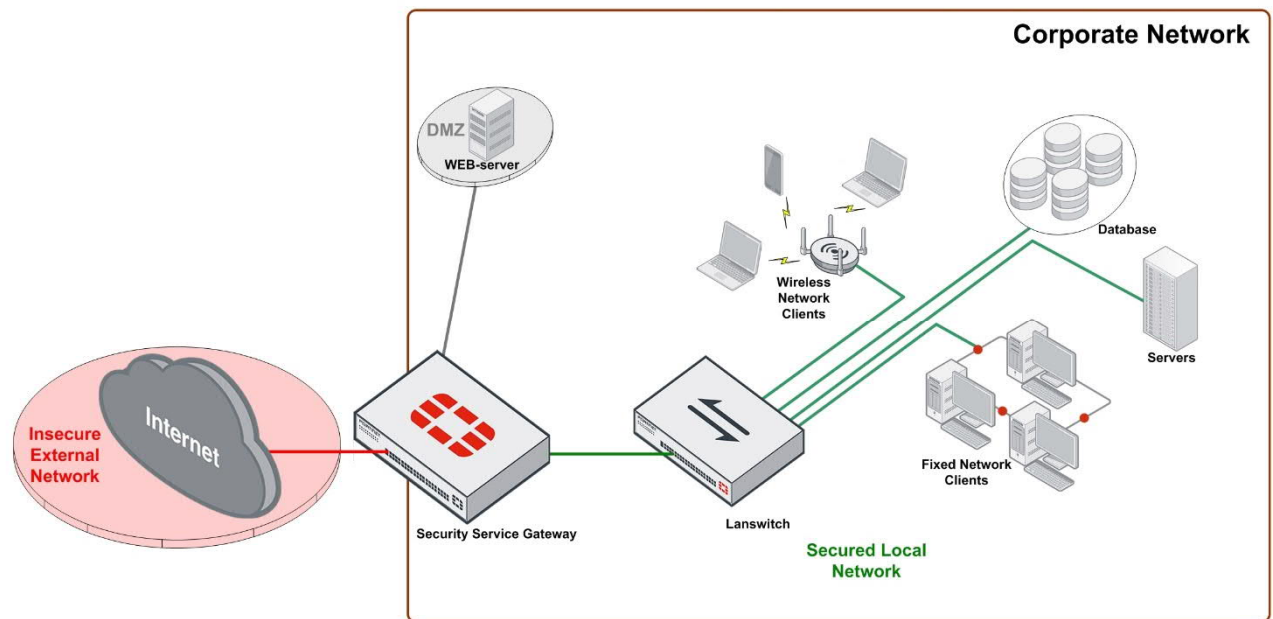 Corporate Network
DMZ
WEB-server
Database
Wireless
Network
Clients
Servers
Internet
Insecure
External
Network
Fixed Network
Clients
Security Service Gateway
Lanswitch
Secured Local
Network